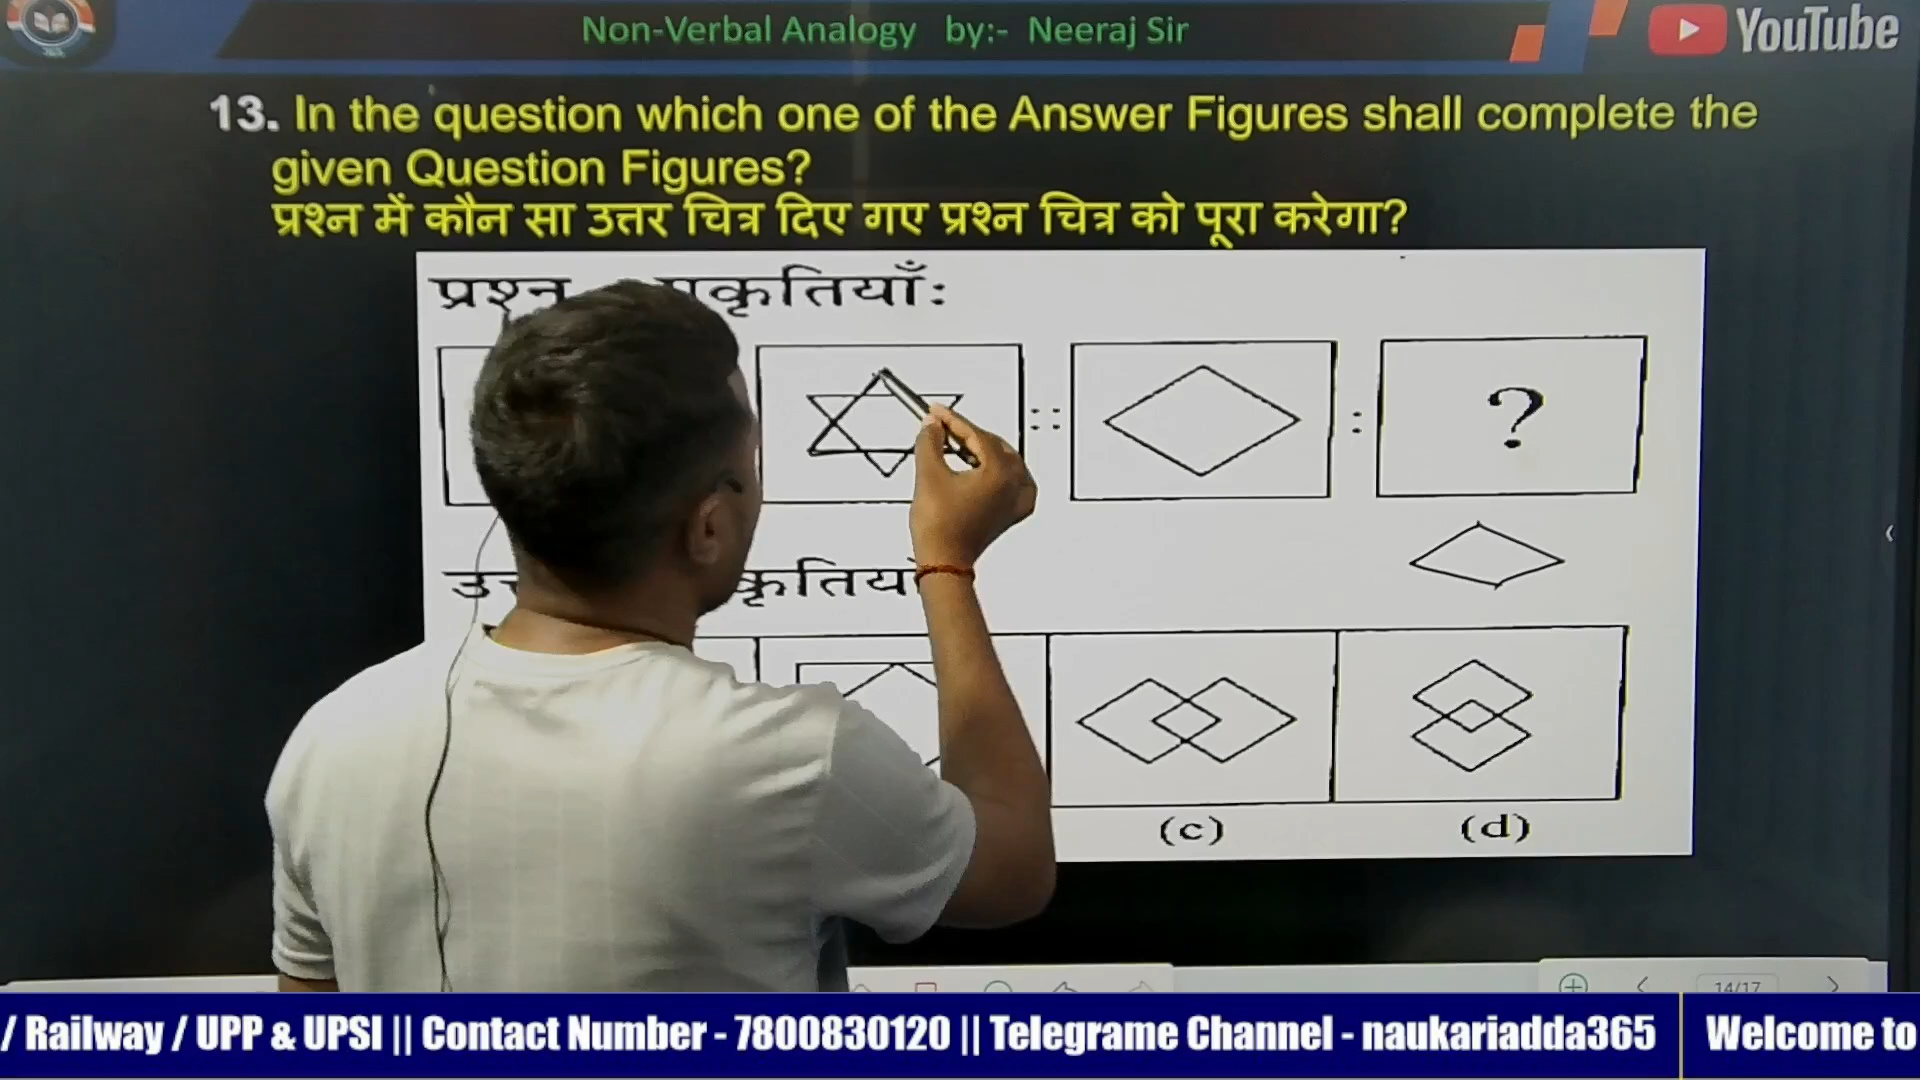 Non-Verbal Analogy by:- Neeraj Sir
YouTube
13. In the question which one of the Answer Figures shall complete the
given Question Figures?
प्रश्न में कौन सा उत्तर चित्र दिए गए प्रश्न चित्र को पूरा करेगा?
प्रश्न
:: : ?
(c) (d)
14/17
/ Railway / UPP & UPSI || Contact Number - 7800830120 || Telegrame Channel - naukariadda365
Welcome to